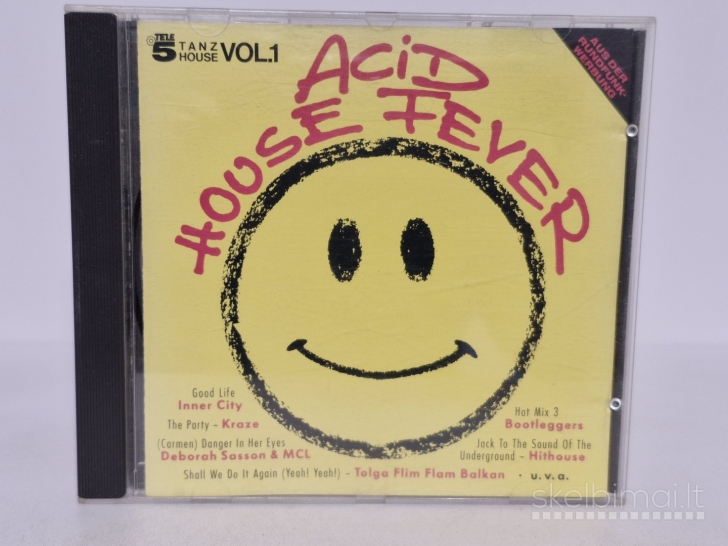 TELE 5 TANZ HOUSE VOL.1
ACiD
HOUSE FEVER
AUS DER
RUNDFUNK-
WERBUNG
Good Life
Inner City
The Party – Kraze
(Carmen) Danger In Her Eyes
Deborah Sasson & MCL
Hot Mix 3
Bootleggers
Jack To The Sound Of The
Underground – Hithouse
Shall We Do It Again (Yeah! Yeah!) – Tolga Flim Flam Balkan · u.v.a.
skelbimai.lt